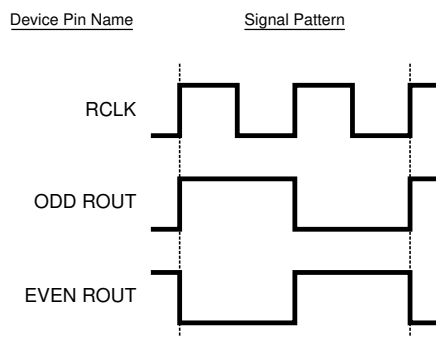 Device Pin Name Signal Pattern
RCLK
ODD ROUT
EVEN ROUT